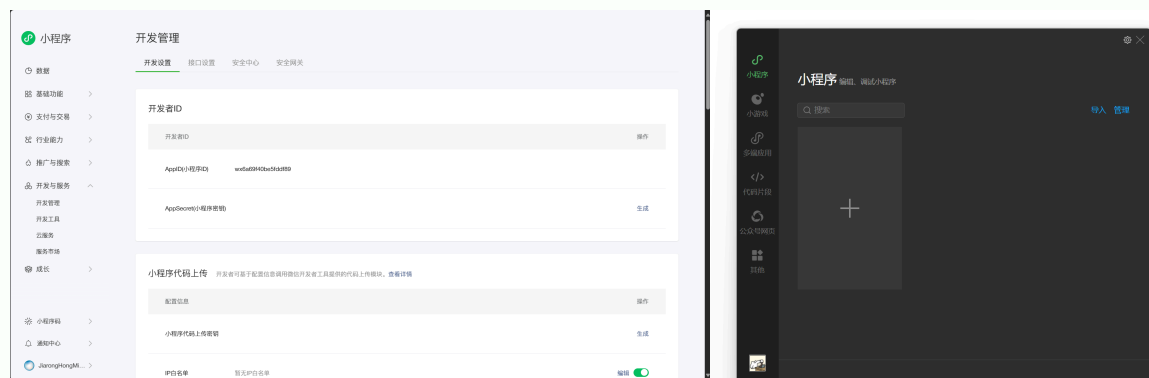 小程序
数据
基础功能
支付与交易
行业能力
推广与搜索
开发与服务
开发管理
开发工具
云服务
服务市场
成长
小程序码
通知中心
JiarongHongMi...
开发管理
开发设置 接口设置 安全中心 安全网关
开发者ID
开发者ID 操作
AppID(小程序ID) wx6a69f40be5fddf89
AppSecret(小程序密钥) 生成
小程序代码上传 开发者可基于配置信息调用微信开发者工具提供的代码上传模块。查看详情
配置信息 操作
小程序代码上传密钥 生成
IP白名单 暂无IP白名单 编辑
小程序
小游戏
多端应用
代码片段
公众号网页
其他
小程序 编辑、调试小程序
搜索
导入 管理